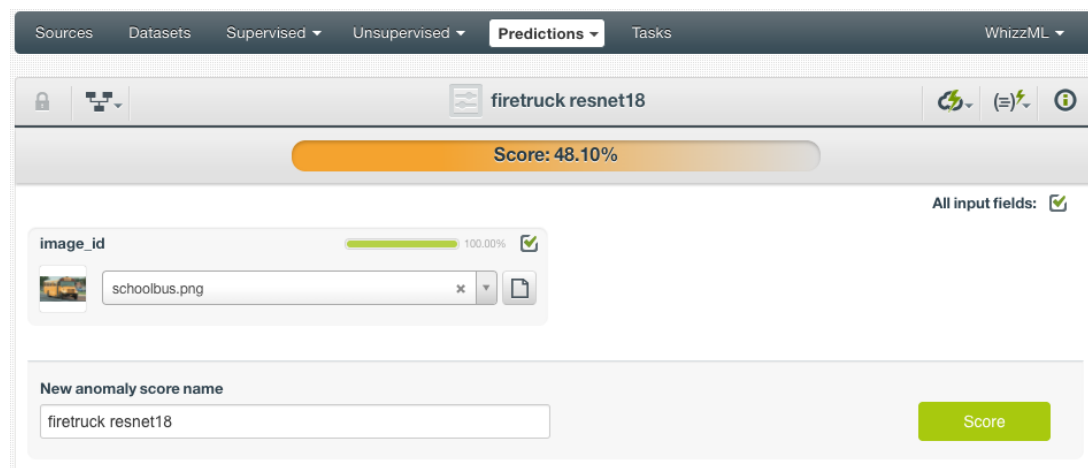 Sources Datasets Supervised Unsupervised Predictions Tasks WhizzML
firetruck resnet18
Score: 48.10%
All input fields:
image_id 100.00%
schoolbus.png
New anomaly score name
firetruck resnet18
Score